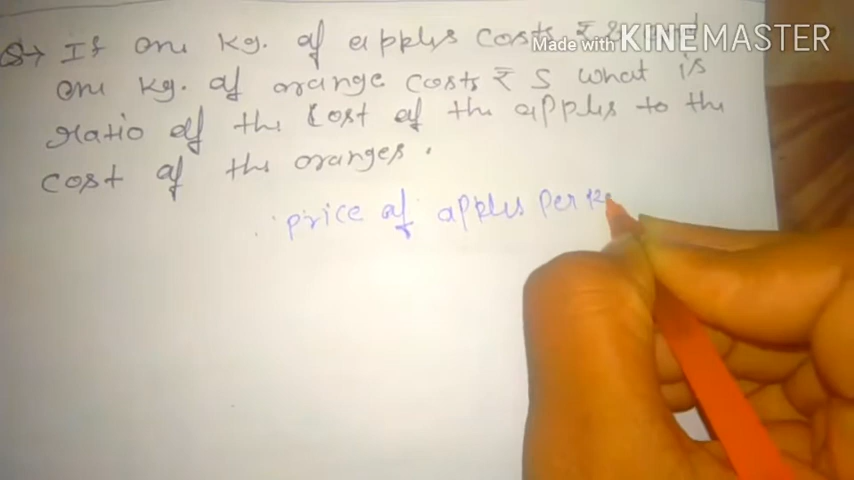 Q→ If one kg. of apples costs ₹
Made with KINEMASTER
one kg. of orange costs ₹ 5 what is
ratio of the cost of the apples to the
cost of the oranges.
price of apples per